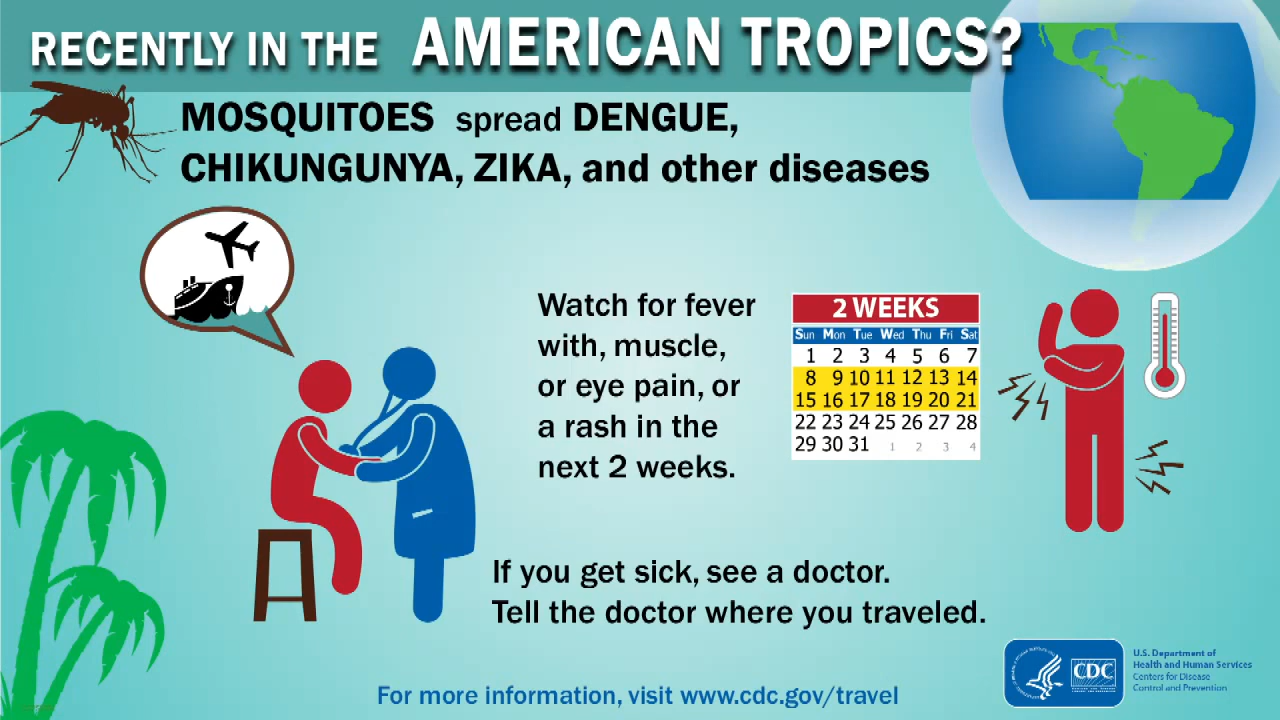 RECENTLY IN THE AMERICAN TROPICS?
MOSQUITOES spread DENGUE,
CHIKUNGUNYA, ZIKA, and other diseases
Watch for fever
with, muscle,
or eye pain, or
a rash in the
next 2 weeks.
2 WEEKS
Sun Mon Tue Wed Thu Fri Sat
1 2 3 4 5 6 7
8 9 10 11 12 13 14
15 16 17 18 19 20 21
22 23 24 25 26 27 28
29 30 31 1 2 3 4
If you get sick, see a doctor.
Tell the doctor where you traveled.
For more information, visit www.cdc.gov/travel
CDC
U.S. Department of
Health and Human Services
Centers for Disease
Control and Prevention